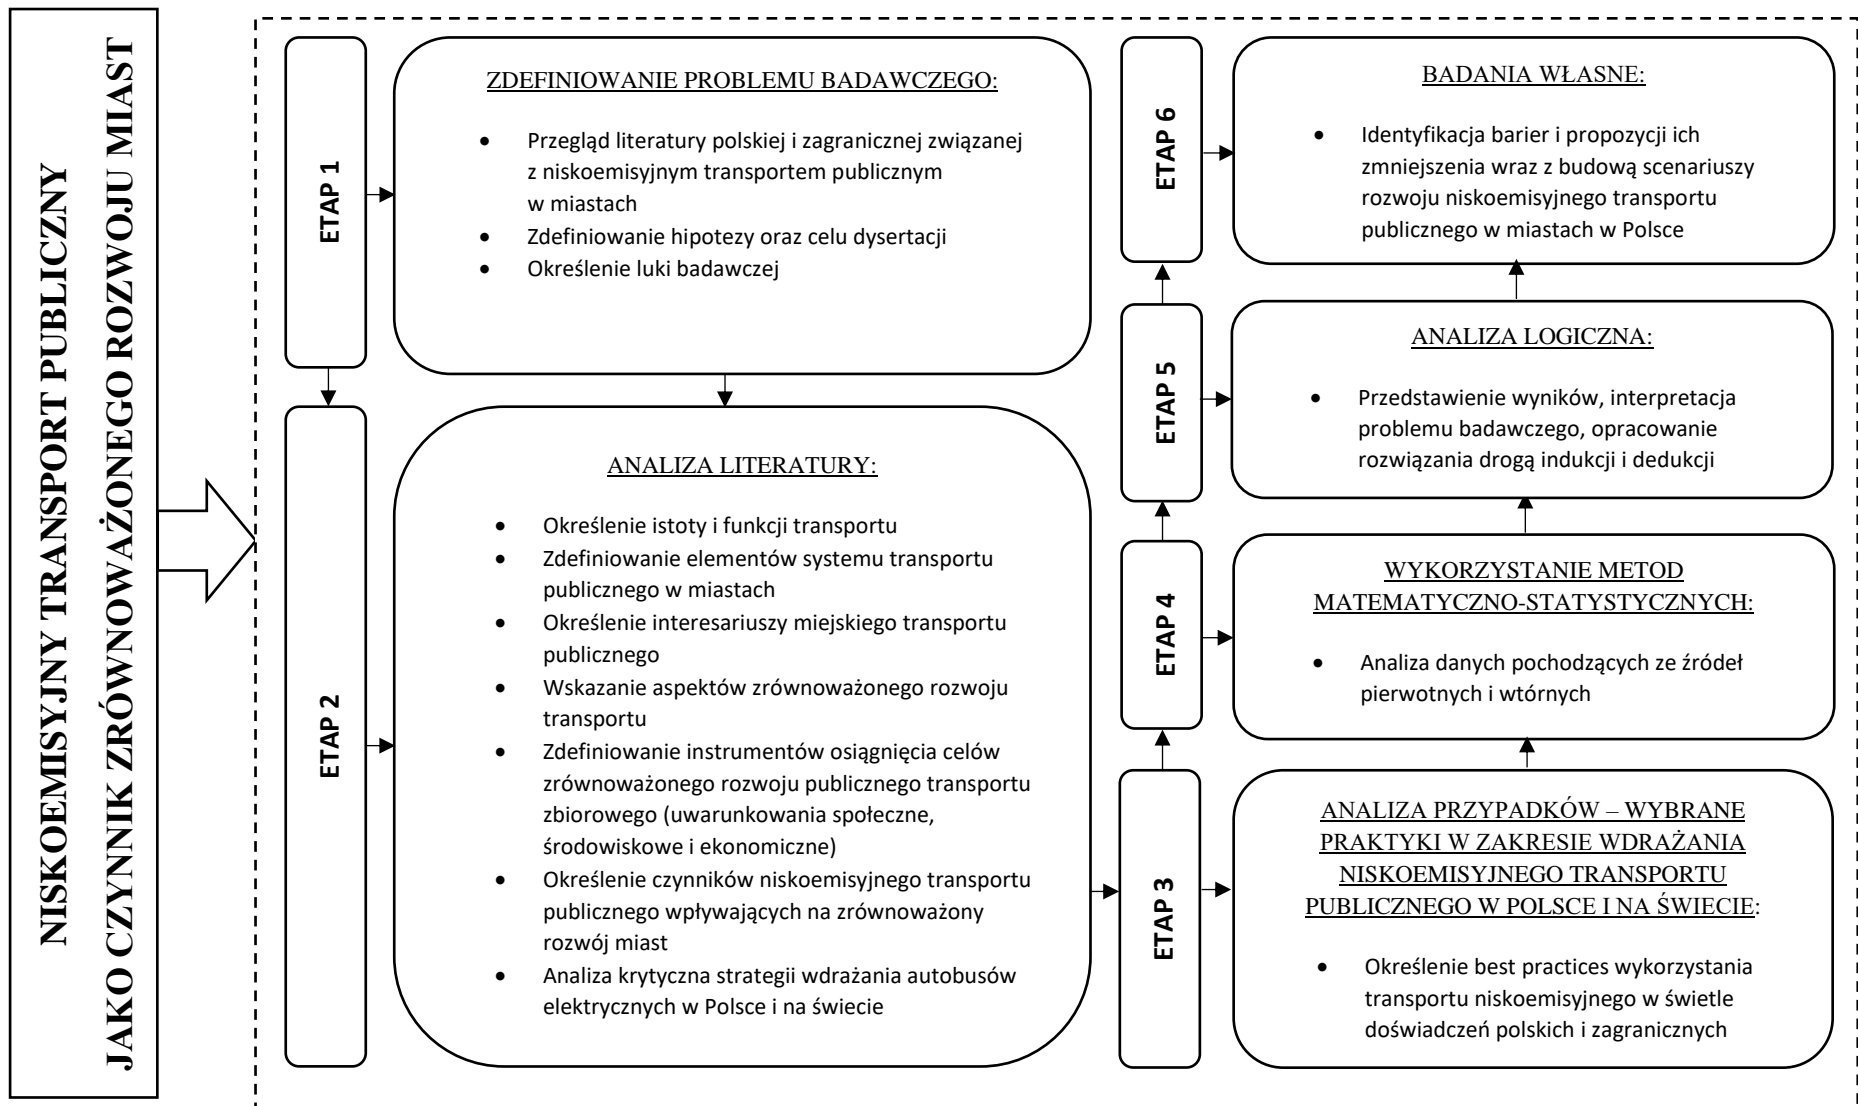 NISKOEMISYJNY TRANSPORT PUBLICZNY
JAKO CZYNNIK ZRÓWNOWAŻONEGO ROZWOJU MIAST
ETAP 1
ZDEFINIOWANIE PROBLEMU BADAWCZEGO:
• Przegląd literatury polskiej i zagranicznej związanej
z niskoemisyjnym transportem publicznym
w miastach
• Zdefiniowanie hipotezy oraz celu dysertacji
• Określenie luki badawczej
ETAP 2
ANALIZA LITERATURY:
• Określenie istoty i funkcji transportu
• Zdefiniowanie elementów systemu transportu
publicznego w miastach
• Określenie interesariuszy miejskiego transportu
publicznego
• Wskazanie aspektów zrównoważonego rozwoju
transportu
• Zdefiniowanie instrumentów osiągnięcia celów
zrównoważonego rozwoju publicznego transportu
zbiorowego (uwarunkowania społeczne,
środowiskowe i ekonomiczne)
• Określenie czynników niskoemisyjnego transportu
publicznego wpływających na zrównoważony
rozwój miast
• Analiza krytyczna strategii wdrażania autobusów
elektrycznych w Polsce i na świecie
ETAP 3
ANALIZA PRZYPADKÓW – WYBRANE
PRAKTYKI W ZAKRESIE WDRAŻANIA
NISKOEMISYJNEGO TRANSPORTU
PUBLICZNEGO W POLSCE I NA ŚWIECIE:
• Określenie best practices wykorzystania
transportu niskoemisyjnego w świetle
doświadczeń polskich i zagranicznych
ETAP 4
WYKORZYSTANIE METOD
MATEMATYCZNO-STATYSTYCZNYCH:
• Analiza danych pochodzących ze źródeł
pierwotnych i wtórnych
ETAP 5
ANALIZA LOGICZNA:
• Przedstawienie wyników, interpretacja
problemu badawczego, opracowanie
rozwiązania drogą indukcji i dedukcji
ETAP 6
BADANIA WŁASNE:
• Identyfikacja barier i propozycji ich
zmniejszenia wraz z budową scenariuszy
rozwoju niskoemisyjnego transportu
publicznego w miastach w Polsce